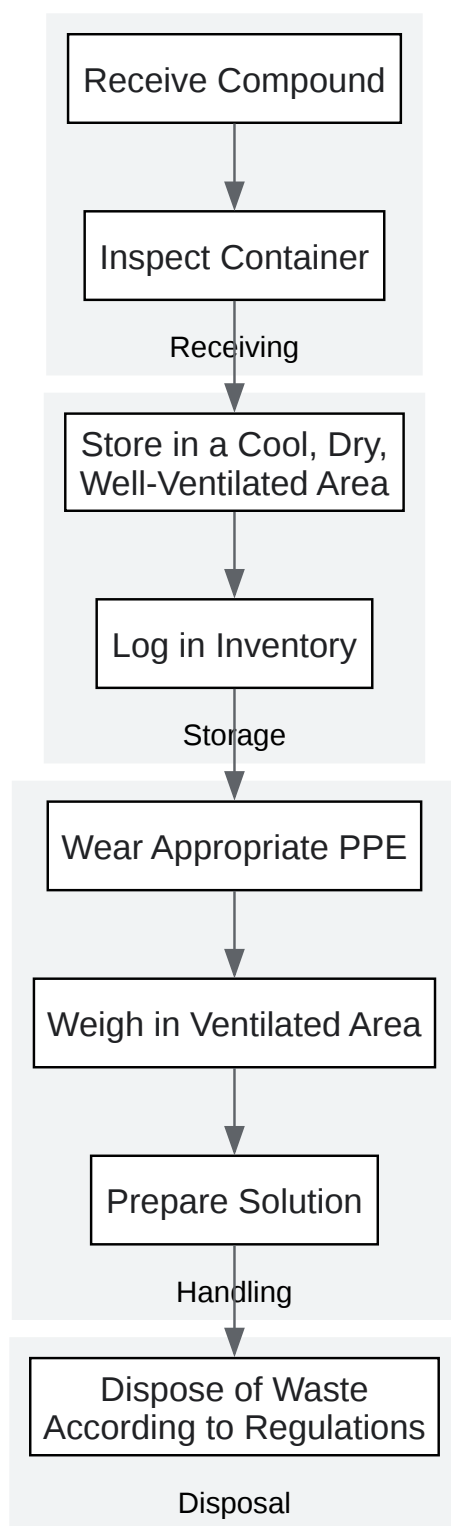 Receive Compound
Inspect Container
Receiving
Store in a Cool, Dry,
Well-Ventilated Area
Log in Inventory
Storage
Wear Appropriate PPE
Weigh in Ventilated Area
Prepare Solution
Handling
Dispose of Waste
According to Regulations
Disposal